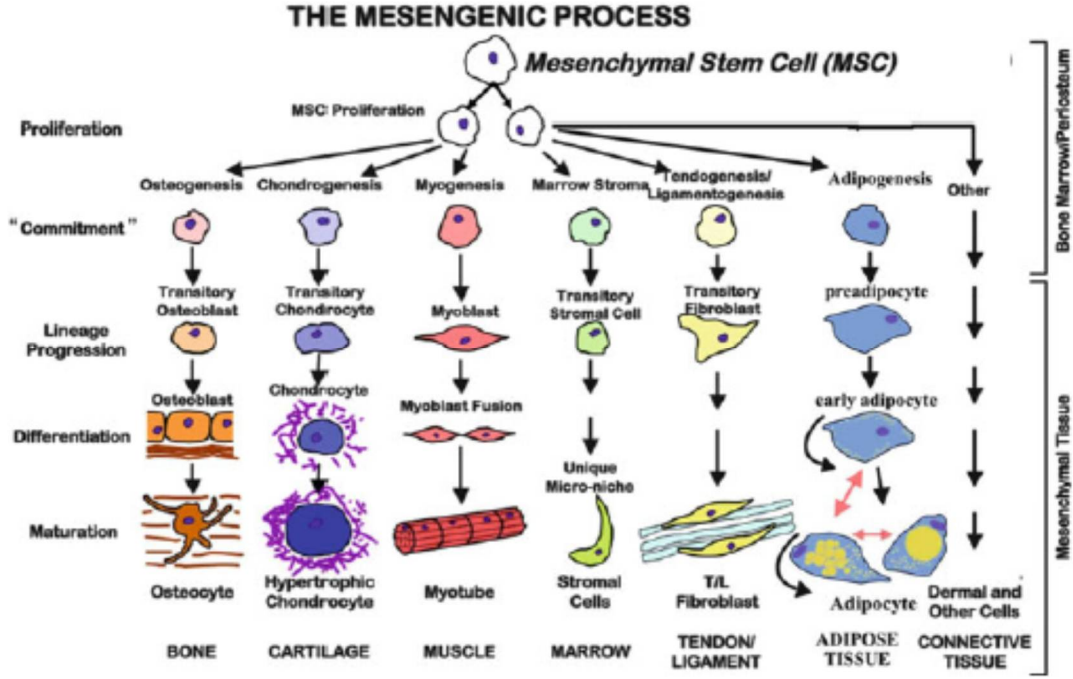 THE MESENGENIC PROCESS
Mesenchymal Stem Cell (MSC)
MSC Proliferation
Proliferation
Osteogenesis
Chondrogenesis
Myogenesis
Marrow Stroma
Tendogenesis/
Ligamentogenesis
Adipogenesis
Other
"Commitment"
Bone Marrow/Periosteum
Transitory
Osteoblast
Transitory
Chondrocyte
Myoblast
Transitory
Stromal Cell
Transitory
Fibroblast
preadipocyte
Lineage
Progression
Osteoblast
Chondrocyte
Myoblast Fusion
early adipocyte
Differentiation
Unique
Micro-niche
Mesenchymal Tissue
Maturation
Osteocyte
Hypertrophic
Chondrocyte
Myotube
Stromal
Cells
T/L
Fibroblast
Adipocyte
Dermal and
Other Cells
BONE
CARTILAGE
MUSCLE
MARROW
TENDON/
LIGAMENT
ADIPOSE
TISSUE
CONNECTIVE
TISSUE